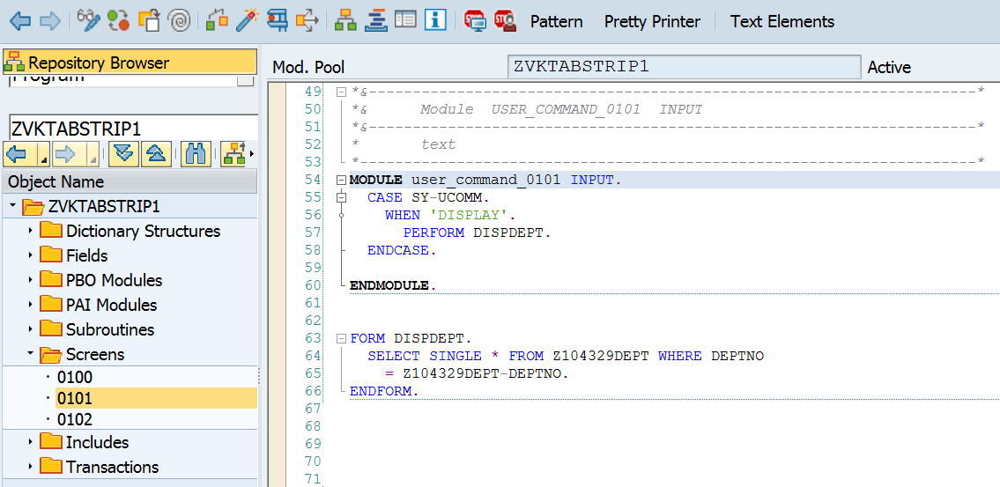 Pattern Pretty Printer Text Elements
Repository Browser
Mod. Pool ZVKTABSTRIP1 Active
Program
ZVKTABSTRIP1
Object Name
ZVKTABSTRIP1
Dictionary Structures
Fields
PBO Modules
PAI Modules
Subroutines
Screens
0100
0101
0102
Includes
Transactions
49 *&---------------------------------------------------------------------*
50 *&      Module  USER_COMMAND_0101  INPUT
51 *&---------------------------------------------------------------------*
52 *       text
53 *----------------------------------------------------------------------*
54 MODULE user_command_0101 INPUT.
55   CASE SY-UCOMM.
56     WHEN 'DISPLAY'.
57       PERFORM DISPDEPT.
58   ENDCASE.
59
60 ENDMODULE.
61
62
63 FORM DISPDEPT.
64   SELECT SINGLE * FROM Z104329DEPT WHERE DEPTNO
65     = Z104329DEPT-DEPTNO.
66 ENDFORM.
67
68
69
70
71